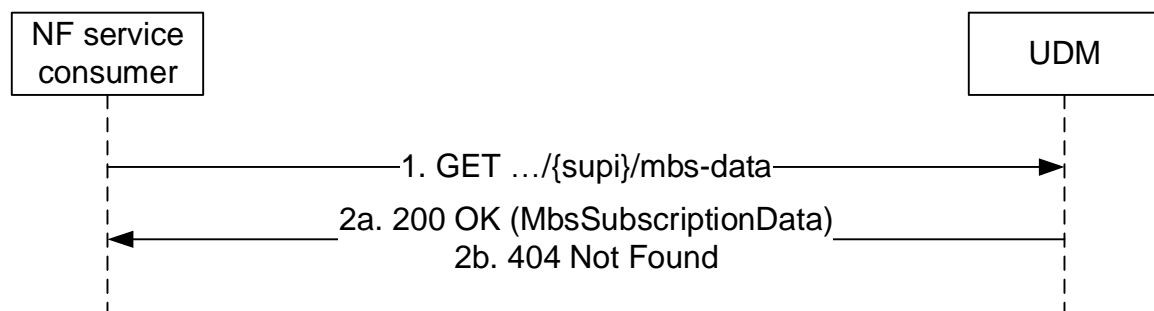 NF service
consumer
UDM
1. GET …/{supi}/mbs-data
2a. 200 OK (MbsSubscriptionData)
2b. 404 Not Found